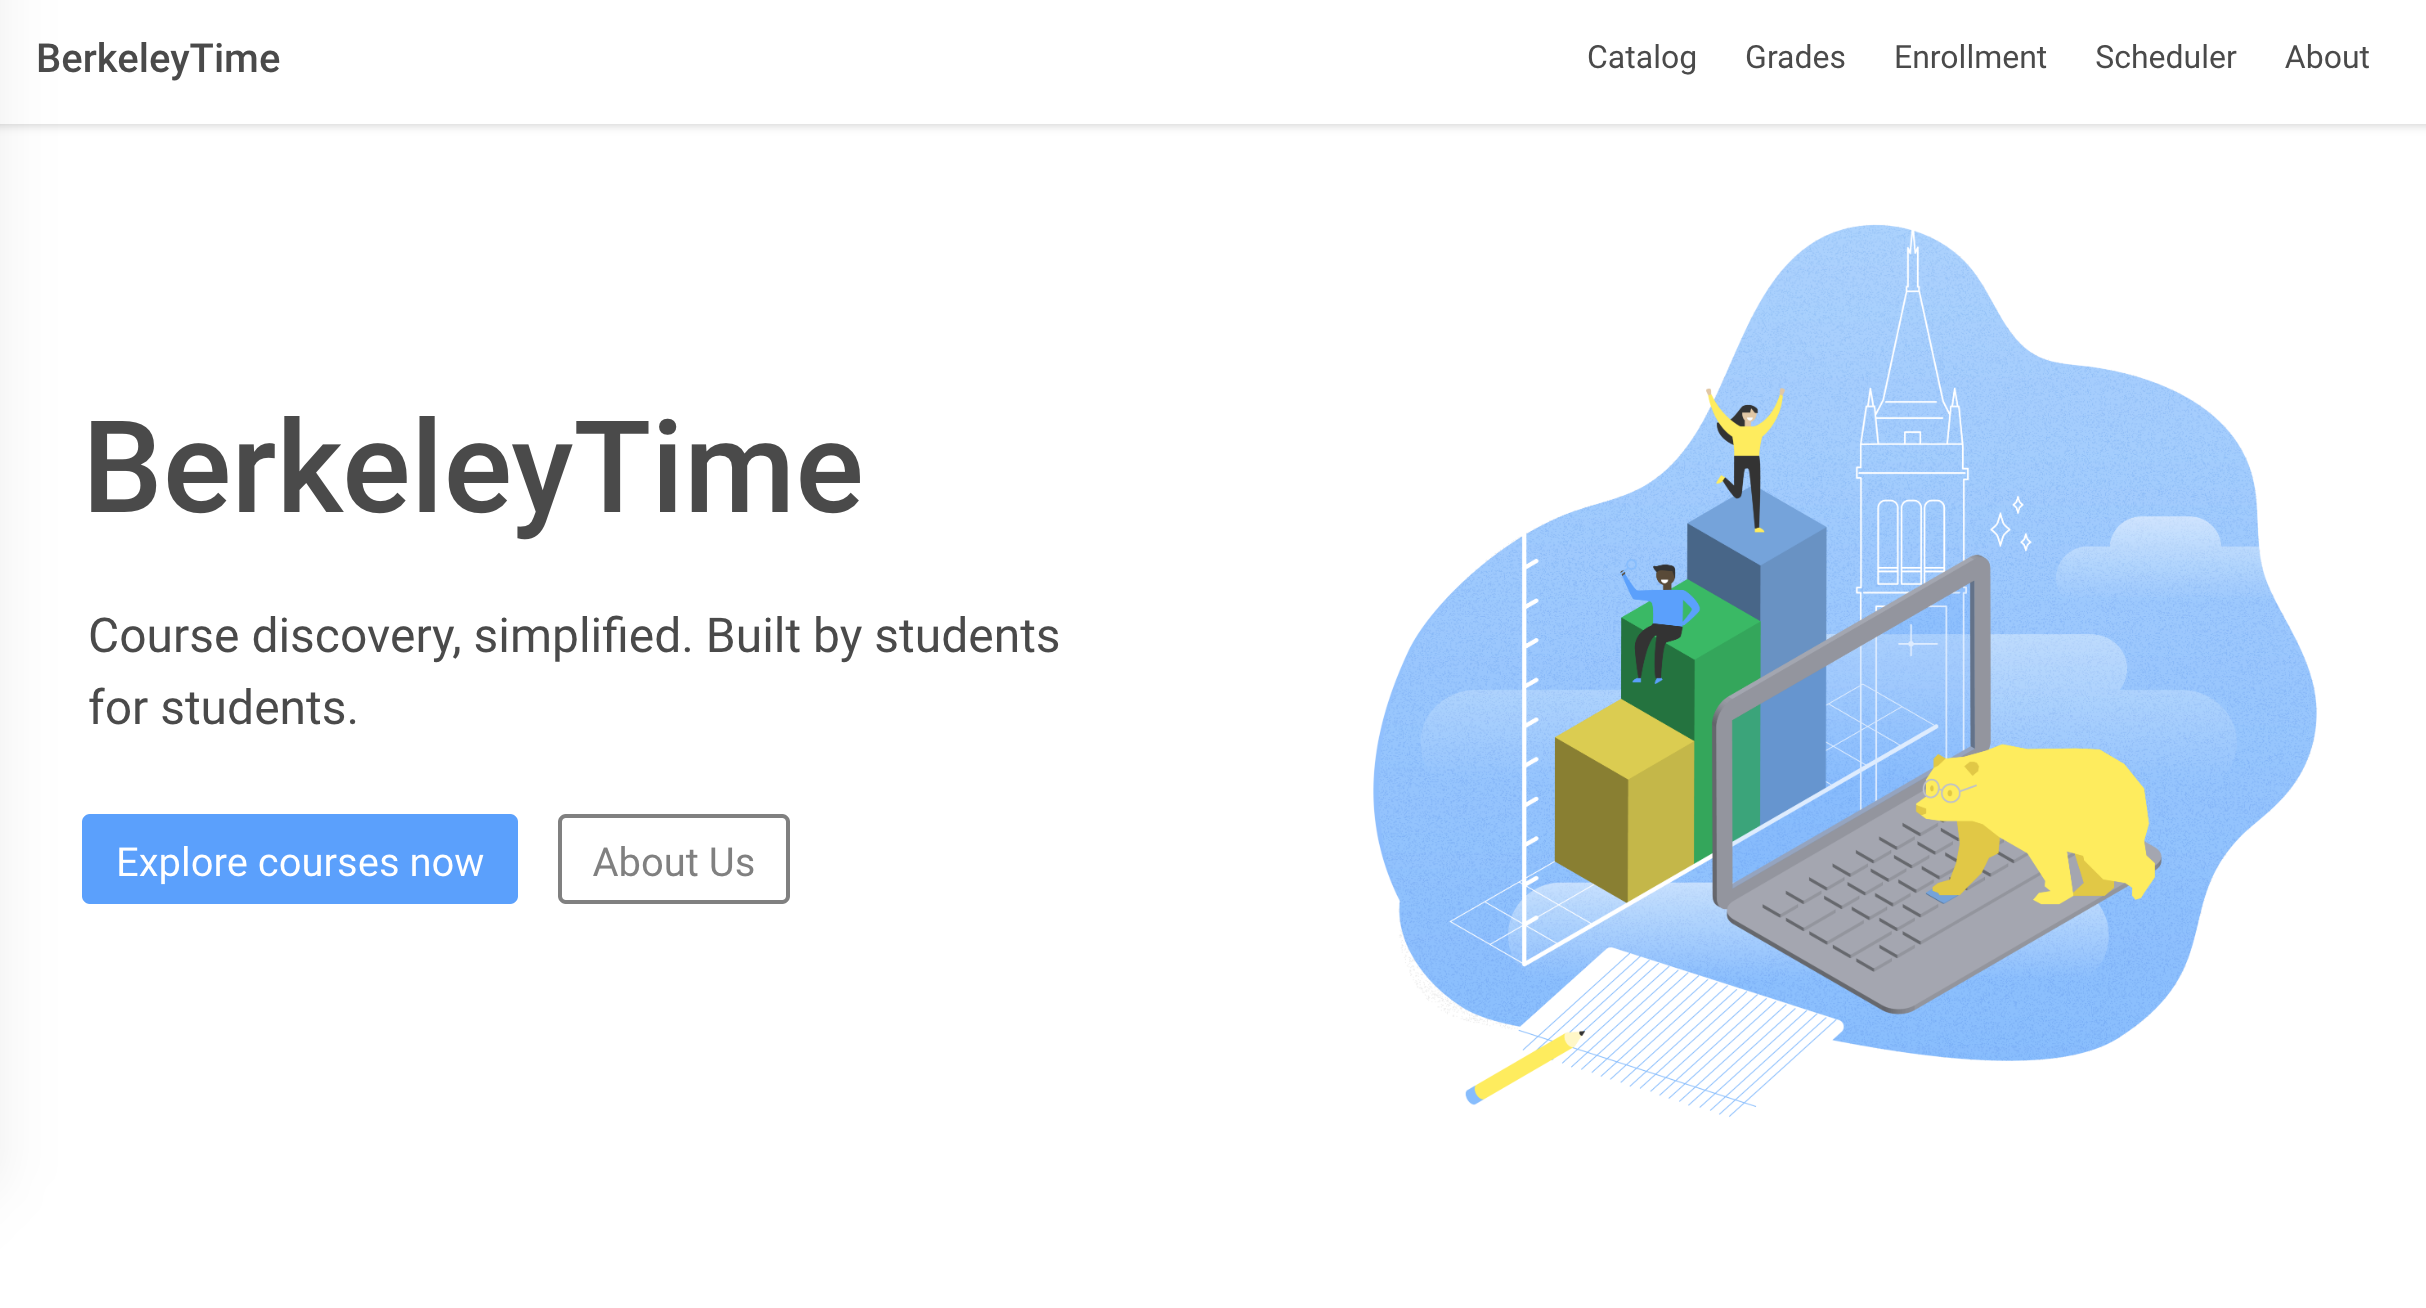 BerkeleyTime
Catalog Grades Enrollment Scheduler About
BerkeleyTime
Course discovery, simplified. Built by students
for students.
Explore courses now
About Us